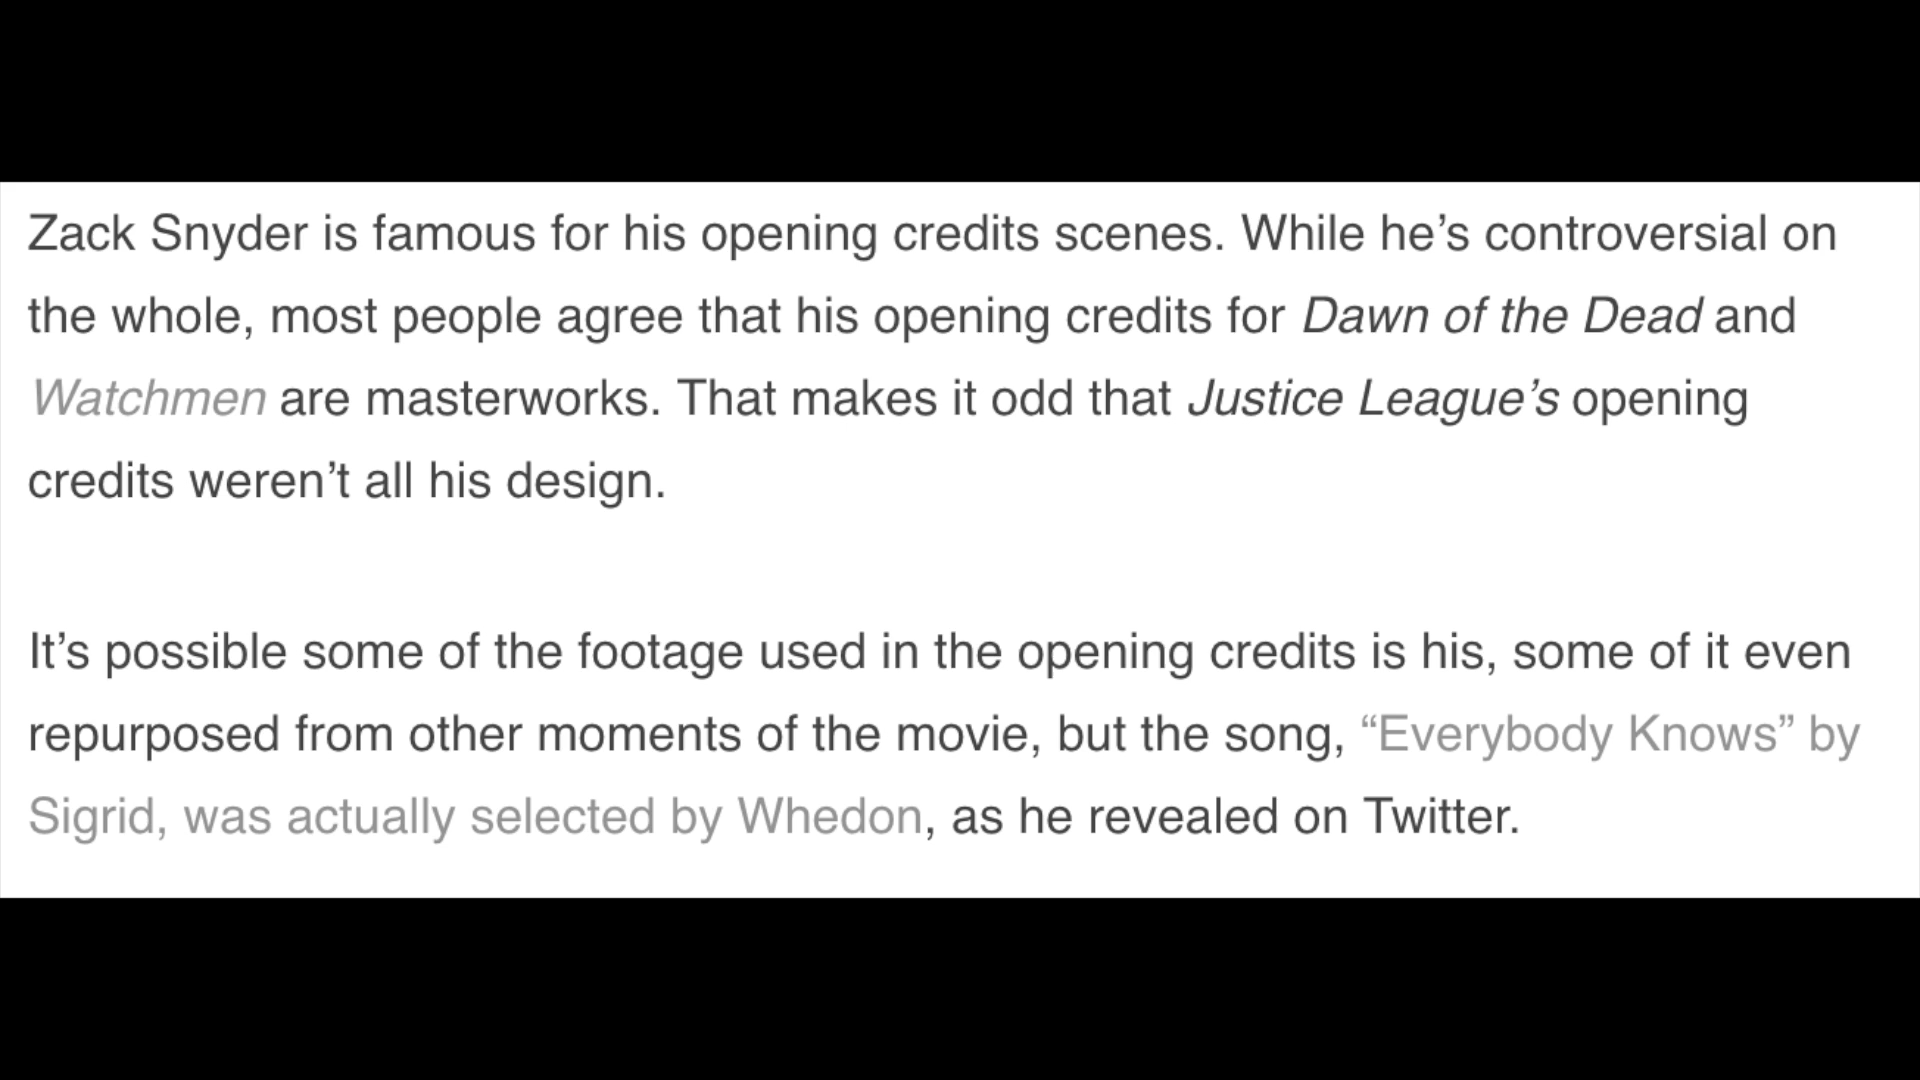 Zack Snyder is famous for his opening credits scenes. While he’s controversial on
the whole, most people agree that his opening credits for Dawn of the Dead and
Watchmen are masterworks. That makes it odd that Justice League’s opening
credits weren’t all his design.
It’s possible some of the footage used in the opening credits is his, some of it even
repurposed from other moments of the movie, but the song, “Everybody Knows” by
Sigrid, was actually selected by Whedon, as he revealed on Twitter.